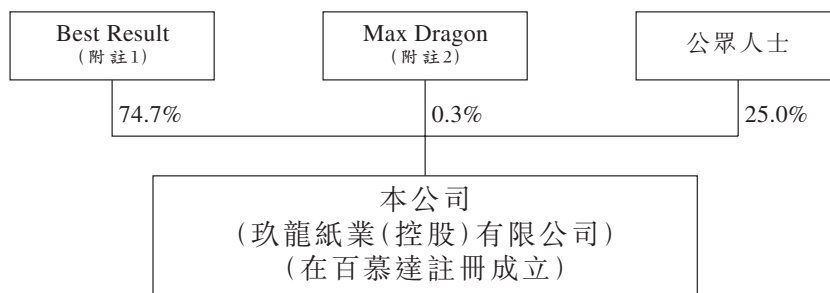 Best Result
(附註1)
Max Dragon
(附註2)
公眾人士
74.7%
0.3%
25.0%
本公司
(玖龍紙業(控股)有限公司)
(在百慕達註冊成立)